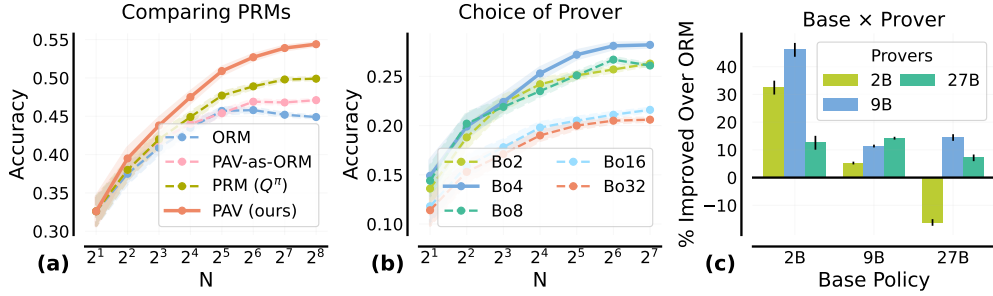 Comparing PRMs
Accuracy
0.55
0.50
0.45
0.40
0.35
0.30
ORM
PAV-as-ORM
PRM (Q^π)
PAV (ours)
2^1 2^2 2^3 2^4 2^5 2^6 2^7 2^8
N
(a)
Choice of Prover
Accuracy
0.25
0.20
0.15
0.10
Bo2
Bo4
Bo8
Bo16
Bo32
2^1 2^2 2^3 2^4 2^5 2^6 2^7
N
(b)
Base × Prover
% Improved Over ORM
40
30
20
10
0
−10
Provers
2B
9B
27B
2B 9B 27B
Base Policy
(c)